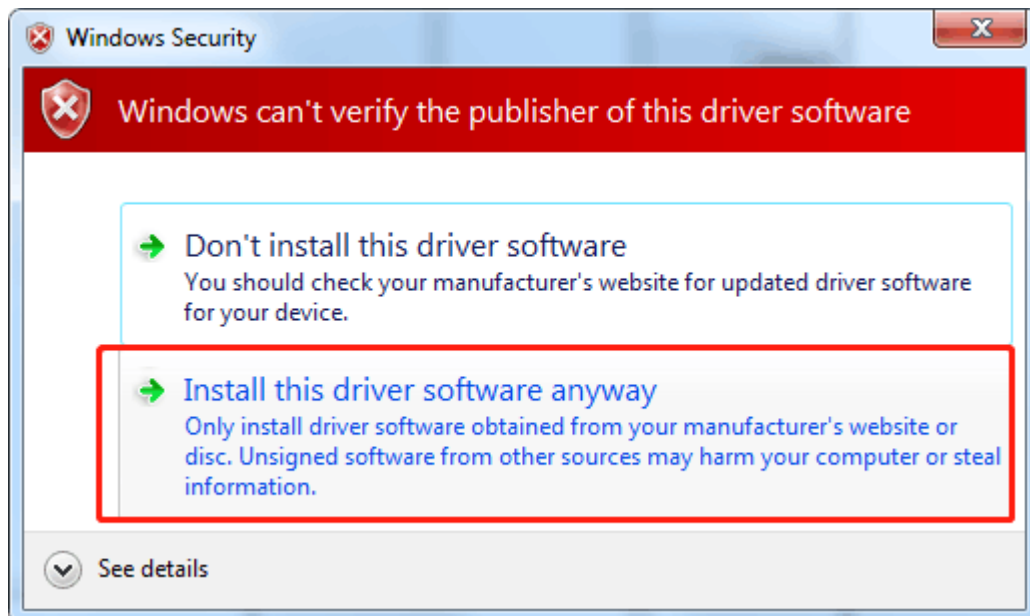 Windows Security
Windows can't verify the publisher of this driver software
Don't install this driver software
You should check your manufacturer's website for updated driver software
for your device.
Install this driver software anyway
Only install driver software obtained from your manufacturer's website or
disc. Unsigned software from other sources may harm your computer or steal
information.
See details